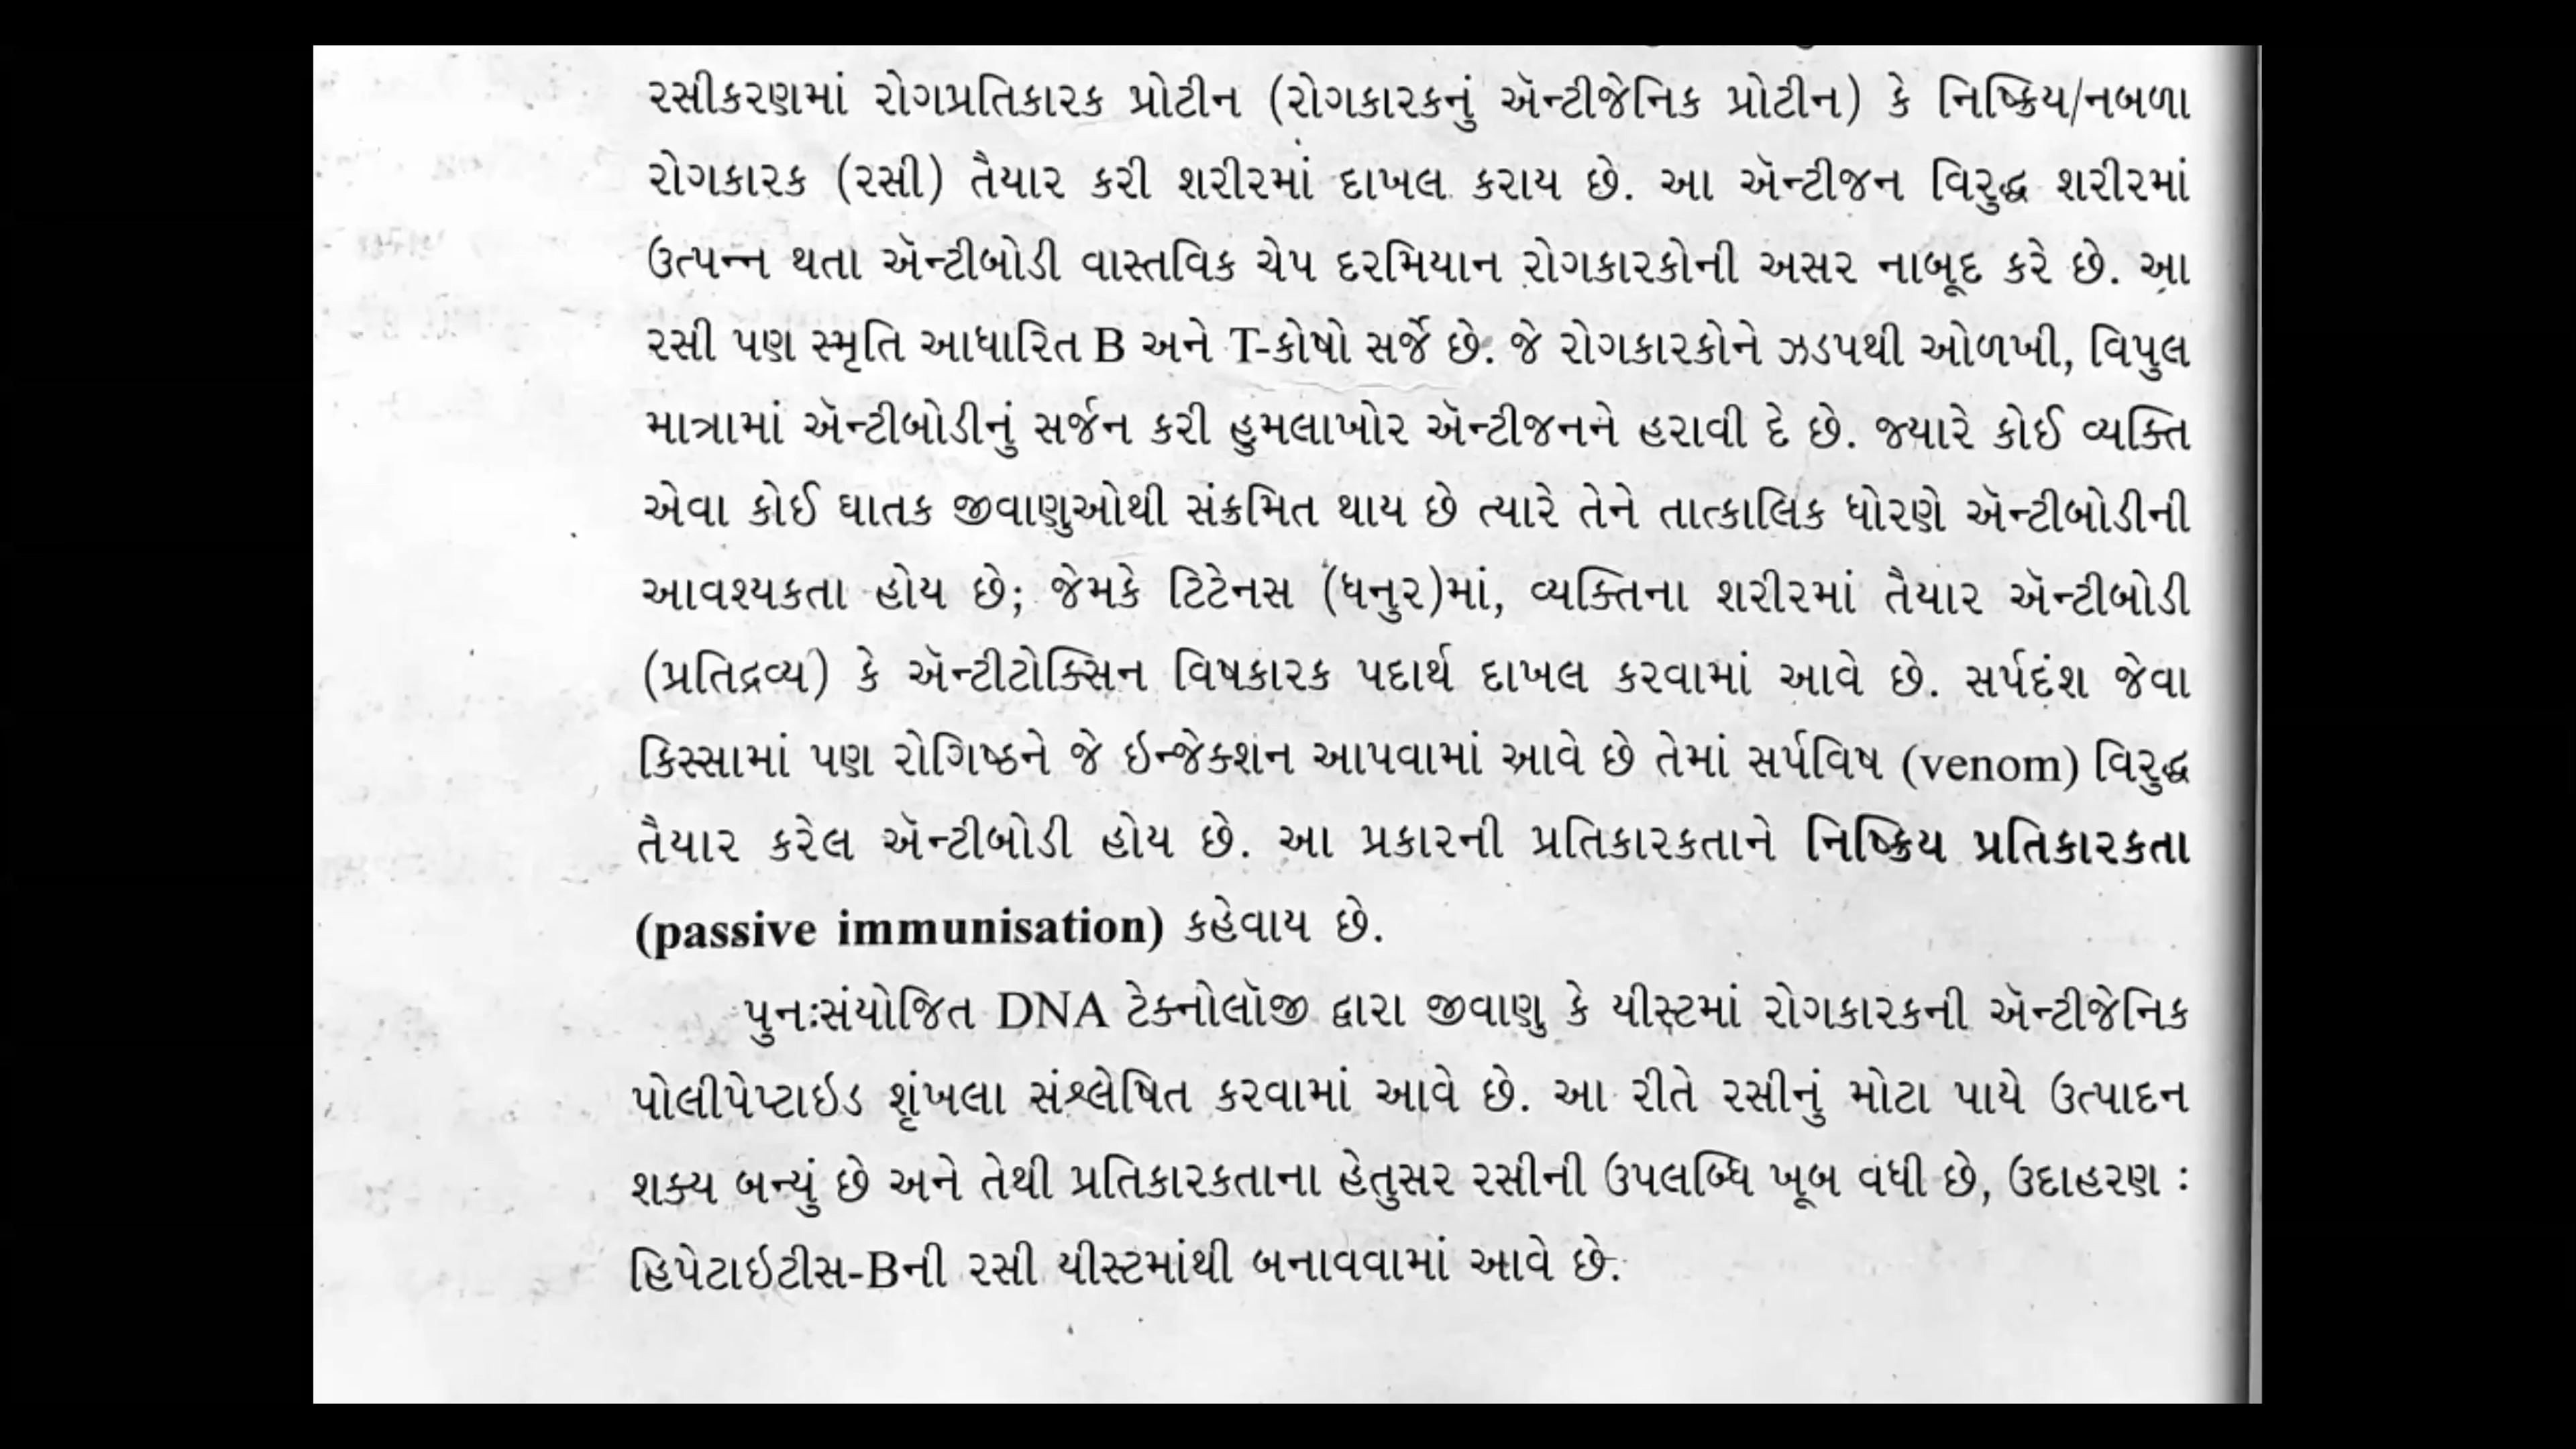 રસીકરણમાં રોગપ્રતિકારક પ્રોટીન (રોગકારકનું ઍન્ટીજેનિક પ્રોટીન) કે નિષ્ક્રિય/નબળા
રોગકારક (રસી) તૈયાર કરી શરીરમાં દાખલ કરાય છે. આ ઍન્ટીજન વિરુદ્ધ શરીરમાં
ઉત્પન્ન થતા ઍન્ટીબોડી વાસ્તવિક ચેપ દરમિયાન રોગકારકોની અસર નાબૂદ કરે છે. આ
રસી પણ સ્મૃતિ આધારિત B અને T-કોષો સર્જે છે. જે રોગકારકોને ઝડપથી ઓળખી, વિપુલ
માત્રામાં ઍન્ટીબોડીનું સર્જન કરી હુમલાખોર ઍન્ટીજનને હરાવી દે છે. જ્યારે કોઈ વ્યક્તિ
એવા કોઈ ઘાતક જીવાણુઓથી સંક્રમિત થાય છે ત્યારે તેને તાત્કાલિક ધોરણે ઍન્ટીબોડીની
આવશ્યકતા હોય છે; જેમકે ટિટેનસ (ધનુર)માં, વ્યક્તિના શરીરમાં તૈયાર ઍન્ટીબોડી
(પ્રતિદ્રવ્ય) કે ઍન્ટીટોક્સિન વિષકારક પદાર્થ દાખલ કરવામાં આવે છે. સર્પદંશ જેવા
કિસ્સામાં પણ રોગિષ્ઠને જે ઇન્જેક્શન આપવામાં આવે છે તેમાં સર્પવિષ (venom) વિરુદ્ધ
તૈયાર કરેલ ઍન્ટીબોડી હોય છે. આ પ્રકારની પ્રતિકારકતાને નિષ્ક્રિય પ્રતિકારકતા
(passive immunisation) કહેવાય છે.
પુનઃસંયોજિત DNA ટેક્નોલૉજી દ્વારા જીવાણુ કે યીસ્ટમાં રોગકારકની ઍન્ટીજેનિક
પોલીપેપ્ટાઇડ શૃંખલા સંશ્લેષિત કરવામાં આવે છે. આ રીતે રસીનું મોટા પાયે ઉત્પાદન
શક્ય બન્યું છે અને તેથી પ્રતિકારકતાના હેતુસર રસીની ઉપલબ્ધિ ખૂબ વધી છે, ઉદાહરણ :
હિપેટાઇટીસ-Bની રસી યીસ્ટમાંથી બનાવવામાં આવે છે.